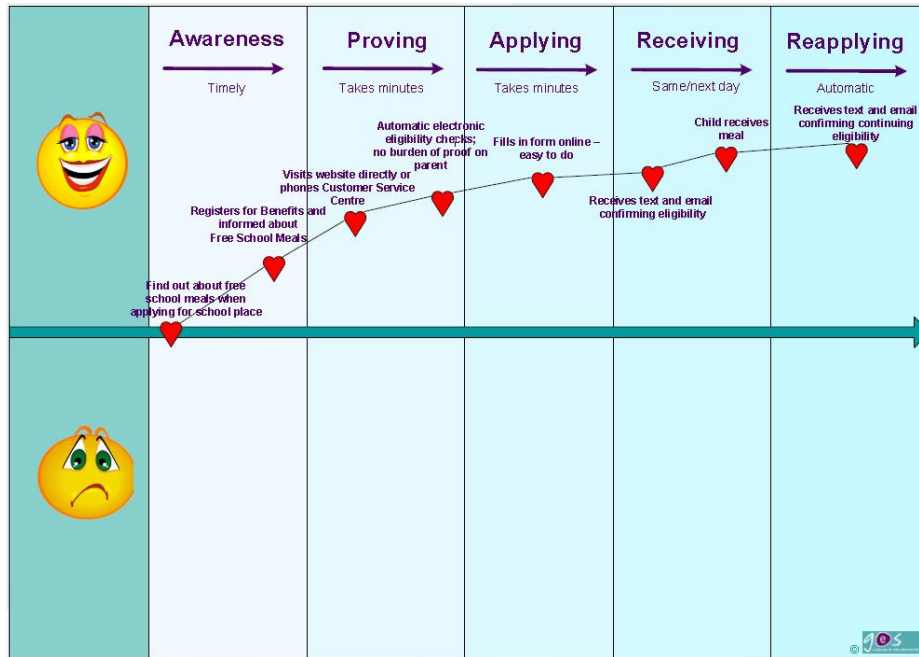 Awareness
Proving
Applying
Receiving
Reapplying
Timely
Takes minutes
Takes minutes
Same/next day
Automatic
Find out about free
school meals when
applying for school place
Registers for Benefits and
informed about
Free School Meals
Visits website directly or
phones Customer Service
Centre
Automatic electronic
eligibility checks;
no burden of proof on
parent
Fills in form online –
easy to do
Receives text and email
confirming eligibility
Child receives
meal
Receives text and email
confirming continuing
eligibility
© ges